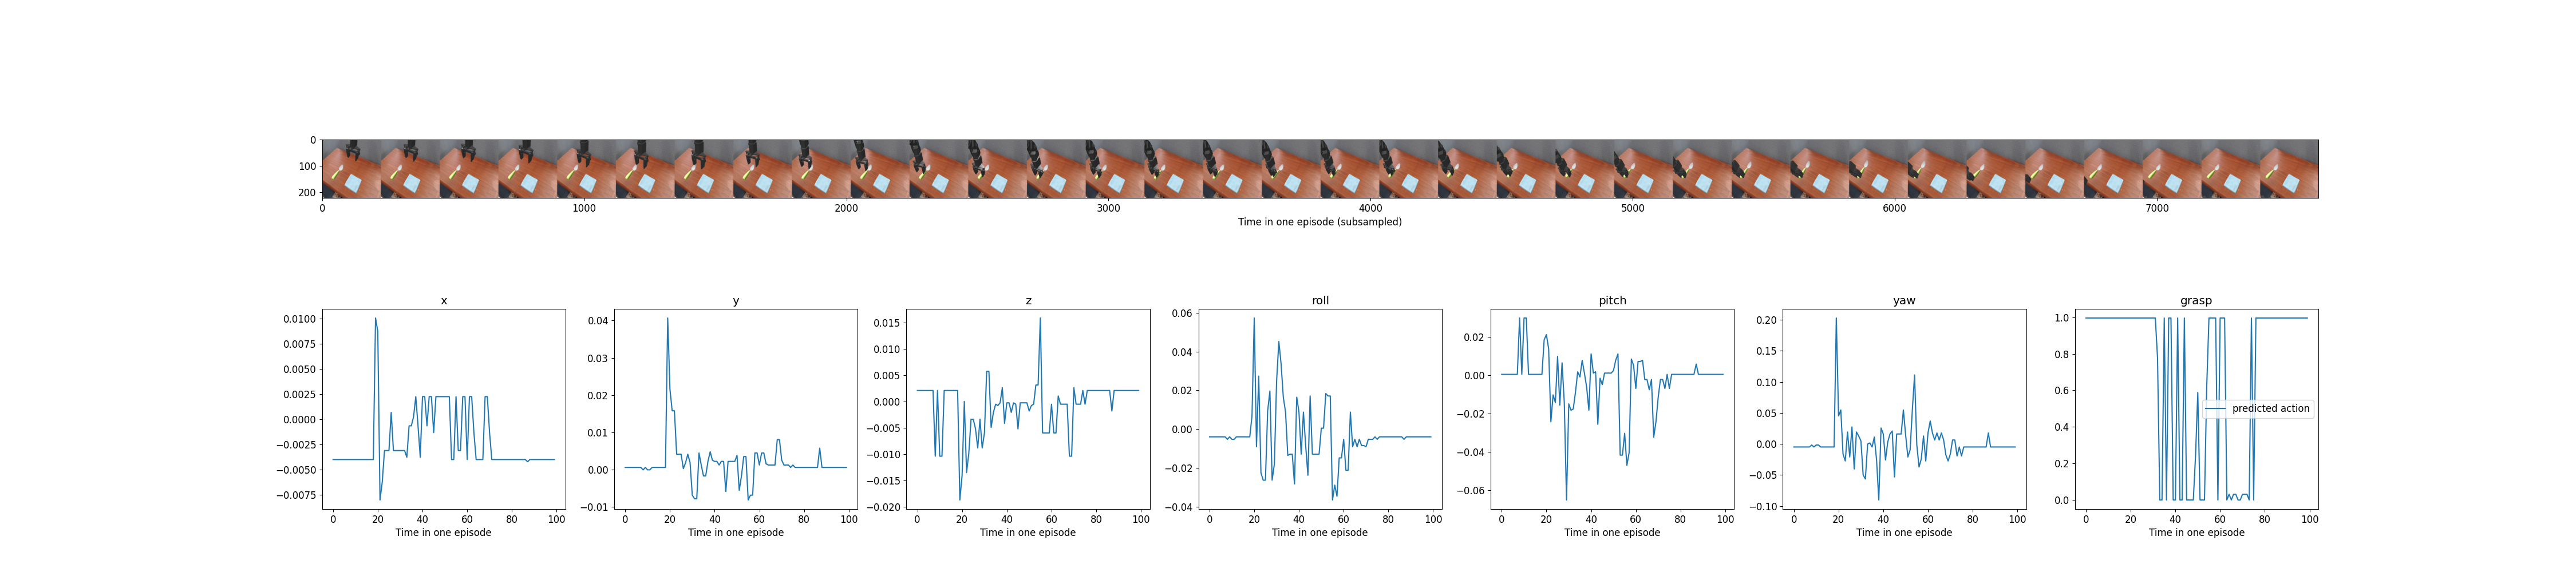 0
100
200
0 1000 2000 3000 4000 5000 6000 7000
Time in one episode (subsampled)
x
0.0100
0.0075
0.0050
0.0025
0.0000
−0.0025
−0.0050
−0.0075
0 20 40 60 80 100
Time in one episode
y
0.04
0.03
0.02
0.01
0.00
−0.01
0 20 40 60 80 100
Time in one episode
z
0.015
0.010
0.005
0.000
−0.005
−0.010
−0.015
−0.020
0 20 40 60 80 100
Time in one episode
roll
0.06
0.04
0.02
0.00
−0.02
−0.04
0 20 40 60 80 100
Time in one episode
pitch
0.02
0.00
−0.02
−0.04
−0.06
0 20 40 60 80 100
Time in one episode
yaw
0.20
0.15
0.10
0.05
0.00
−0.05
−0.10
0 20 40 60 80 100
Time in one episode
grasp
1.0
0.8
0.6
0.4
0.2
0.0
predicted action
0 20 40 60 80 100
Time in one episode